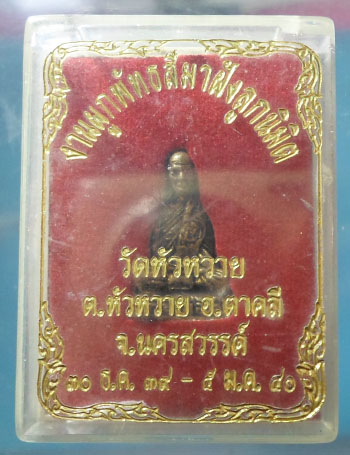 งานผูกพัทธสีมาฝังลูกนิมิต
วัดหัวหวาย
ต.หัวหวาย อ.ตาคลี
จ.นครสวรรค์
๓๐ ธ.ค. ๓๙ - ๕ ม.ค. ๔๐